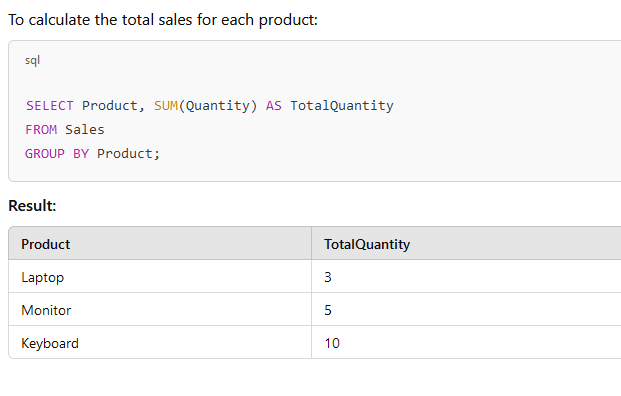 To calculate the total sales for each product:
sql
SELECT Product, SUM(Quantity) AS TotalQuantity
FROM Sales
GROUP BY Product;
Result:
Product TotalQuantity
Laptop 3
Monitor 5
Keyboard 10